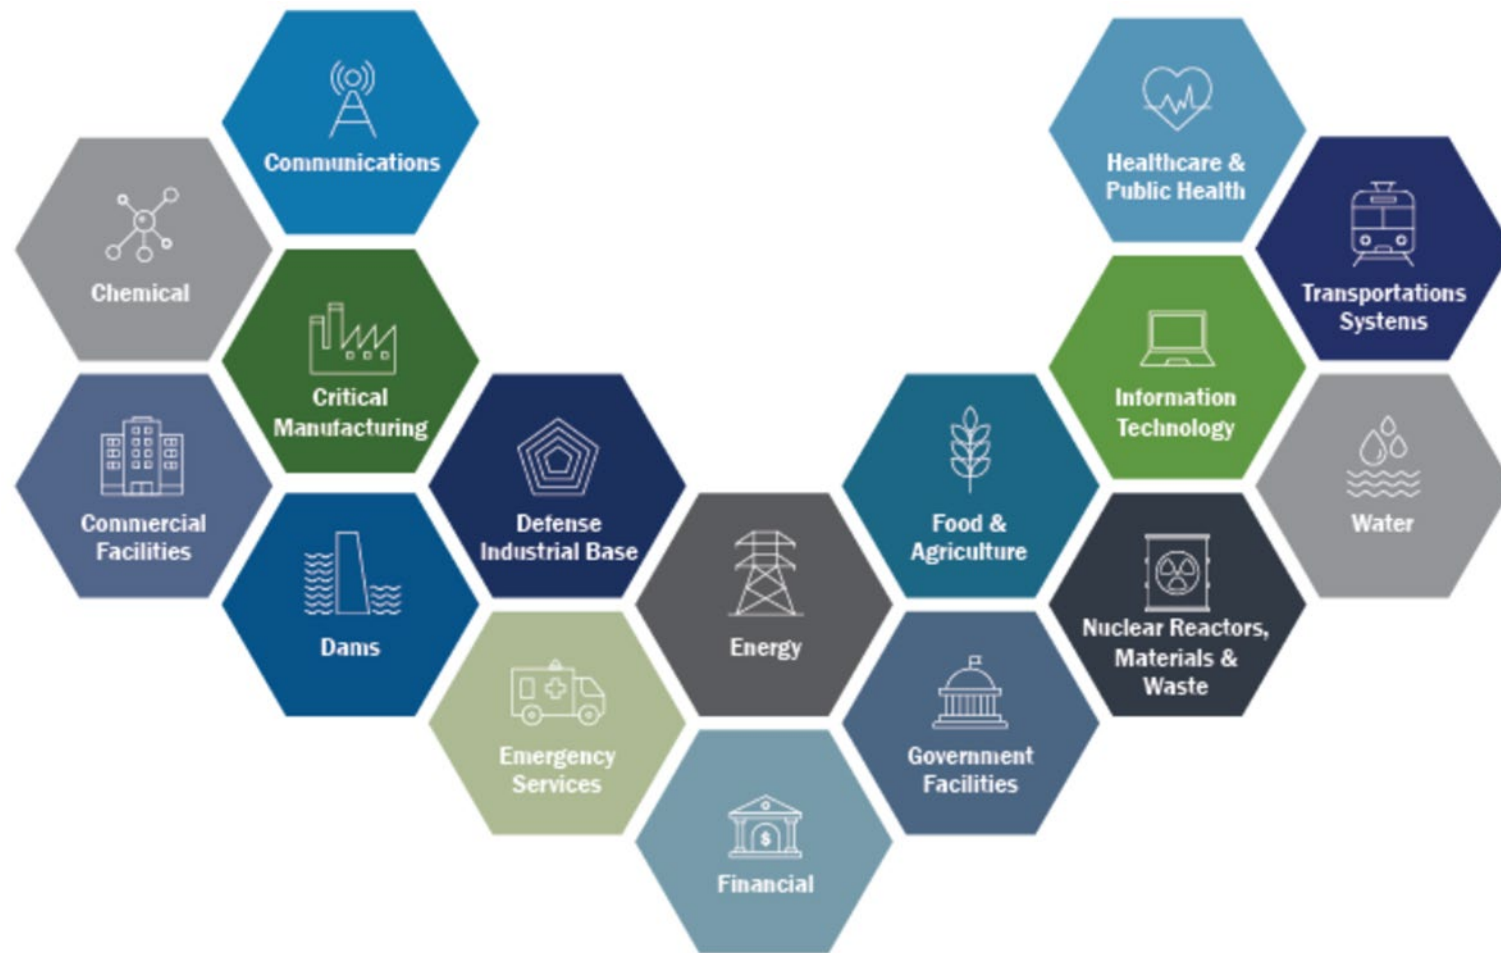 Communications
Healthcare &
Public Health
Chemical
Transportations
Systems
Critical
Manufacturing
Information
Technology
Commercial
Facilities
Defense
Industrial Base
Food &
Agriculture
Water
Dams
Energy
Nuclear Reactors,
Materials &
Waste
Emergency
Services
Government
Facilities
$
Financial